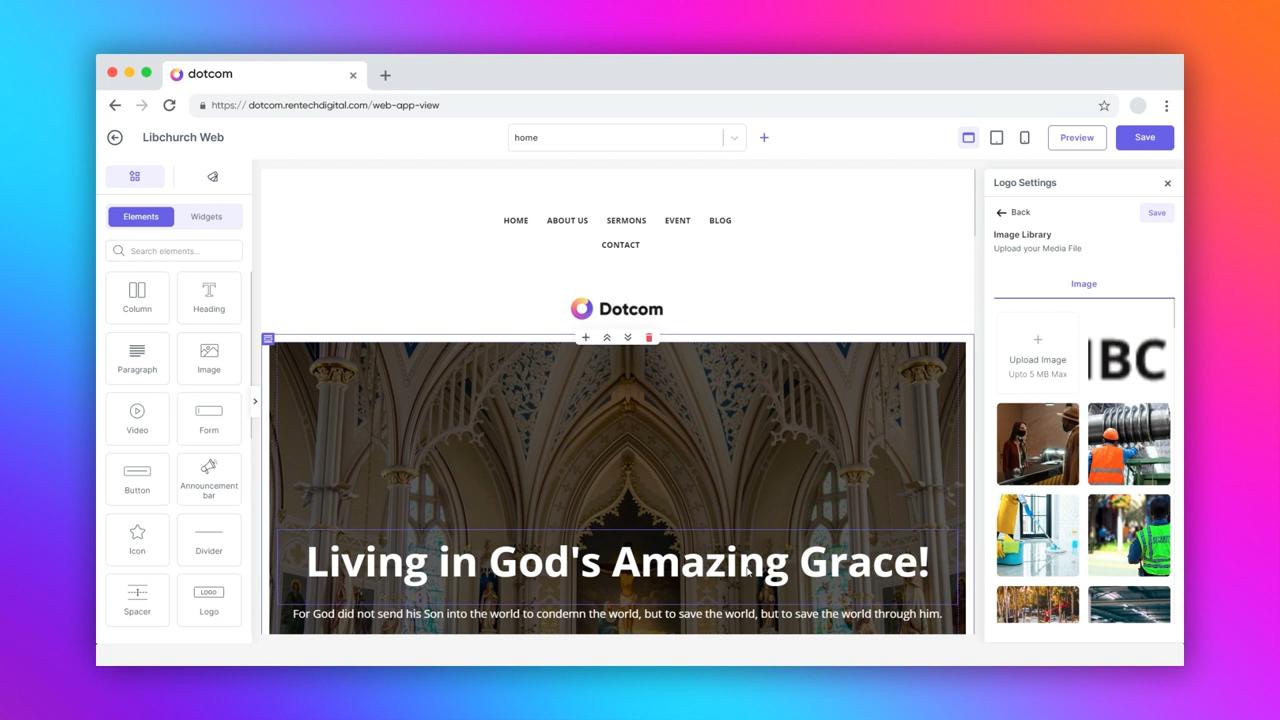 dotcom
https:// dotcom.rentechdigital.com/web-app-view
Libchurch Web
home
Preview
Save
Elements
Widgets
Search elements...
Column
Heading
Paragraph
Image
Video
Form
Button
Announcement
bar
Icon
Divider
Spacer
LOGO
Logo
HOME ABOUT US SERMONS EVENT BLOG
CONTACT
Dotcom
Living in God's Amazing Grace!
For God did not send his Son into the world to condemn the world, but to save the world, but to save the world through him.
Logo Settings
Back
Save
Image Library
Upload your Media File
Image
Upload Image
Upto 5 MB Max
BC